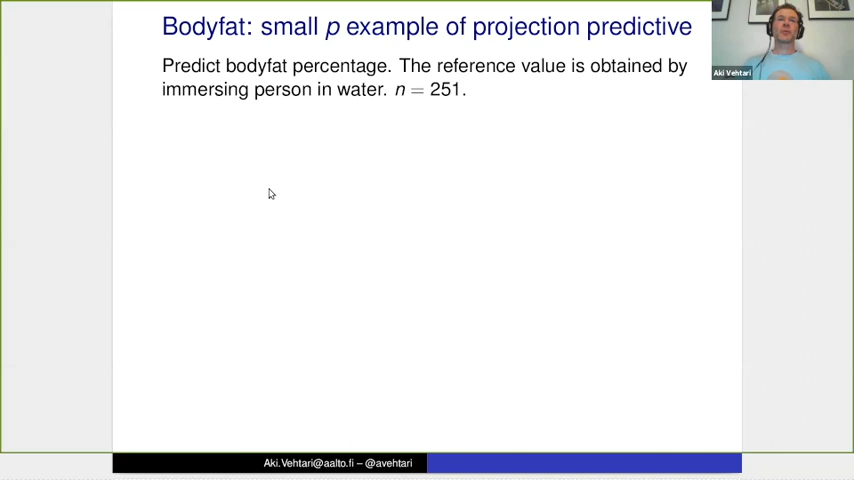 Bodyfat: small p example of projection predictive
Predict bodyfat percentage. The reference value is obtained by
immersing person in water. n = 251.
Aki Vehtari
Aki.Vehtari@aalto.fi – @avehtari